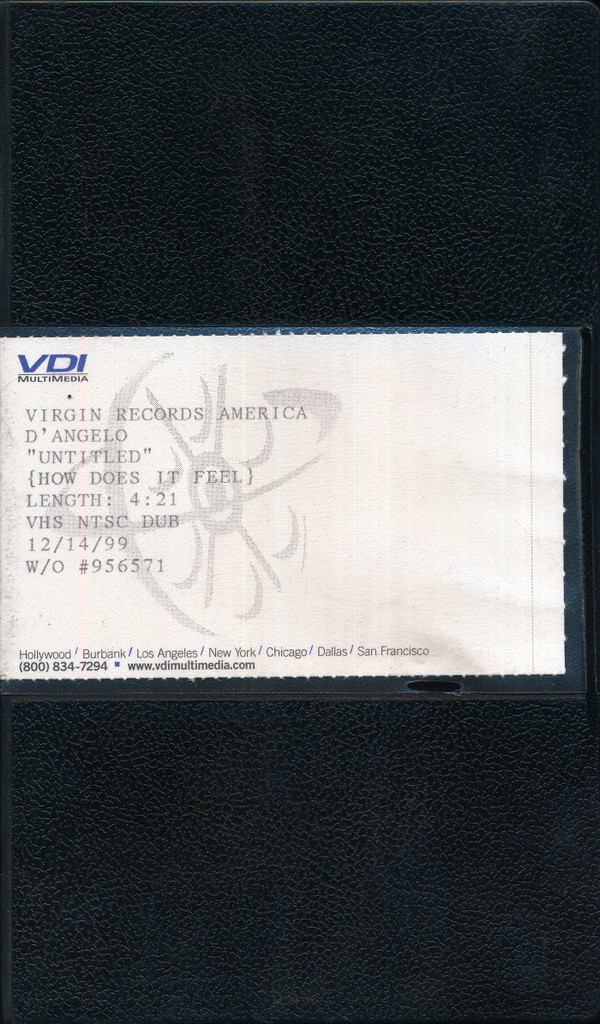 VDI
MULTIMEDIA
VIRGIN RECORDS AMERICA
D'ANGELO
"UNTITLED"
{HOW DOES IT FEEL}
LENGTH: 4:21
VHS NTSC DUB
12/14/99
W/O #956571
Hollywood / Burbank / Los Angeles / New York / Chicago / Dallas / San Francisco
(800) 834-7294 ▪ www.vdimultimedia.com